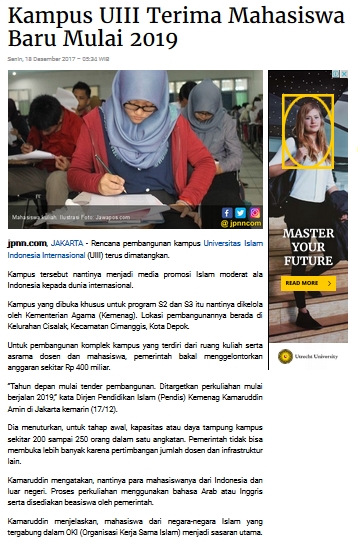 Kampus UIII Terima Mahasiswa
Baru Mulai 2019
Senin, 18 Desember 2017 – 05:34 WIB
Mahasiswa kuliah. Ilustrasi Foto: Jawapos.com
jpnncom
MASTER
YOUR
FUTURE
READ MORE
Utrecht University
jpnn.com, JAKARTA - Rencana pembangunan kampus Universitas Islam
Indonesia Internasional (UIII) terus dimatangkan.
Kampus tersebut nantinya menjadi media promosi Islam moderat ala
Indonesia kepada dunia internasional.
Kampus yang dibuka khusus untuk program S2 dan S3 itu nantinya dikelola
oleh Kementerian Agama (Kemenag). Lokasi pembangunannya berada di
Kelurahan Cisalak, Kecamatan Cimanggis, Kota Depok.
Untuk pembangunan komplek kampus yang terdiri dari ruang kuliah serta
asrama dosen dan mahasiswa, pemerintah bakal menggelontorkan
anggaran sekitar Rp 400 miliar.
"Tahun depan mulai tender pembangunan. Ditargetkan perkuliahan mulai
berjalan 2019," kata Dirjen Pendidikan Islam (Pendis) Kemenag Kamaruddin
Amin di Jakarta kemarin (17/12).
Dia menuturkan, untuk tahap awal, kapasitas atau daya tampung kampus
sekitar 200 sampai 250 orang dalam satu angkatan. Pemerintah tidak bisa
membuka lebih banyak karena pertimbangan jumlah dosen dan infrastruktur
lain.
Kamaruddin mengatakan, nantinya para mahasiswanya dari Indonesia dan
luar negeri. Proses perkuliahan menggunakan bahasa Arab atau Inggris
serta disediakan beasiswa oleh pemerintah.
Kamaruddin menjelaskan, mahasiswa dari negara-negara Islam yang
tergabung dalam OKI (Organisasi Kerja Sama Islam) menjadi sasaran utama.